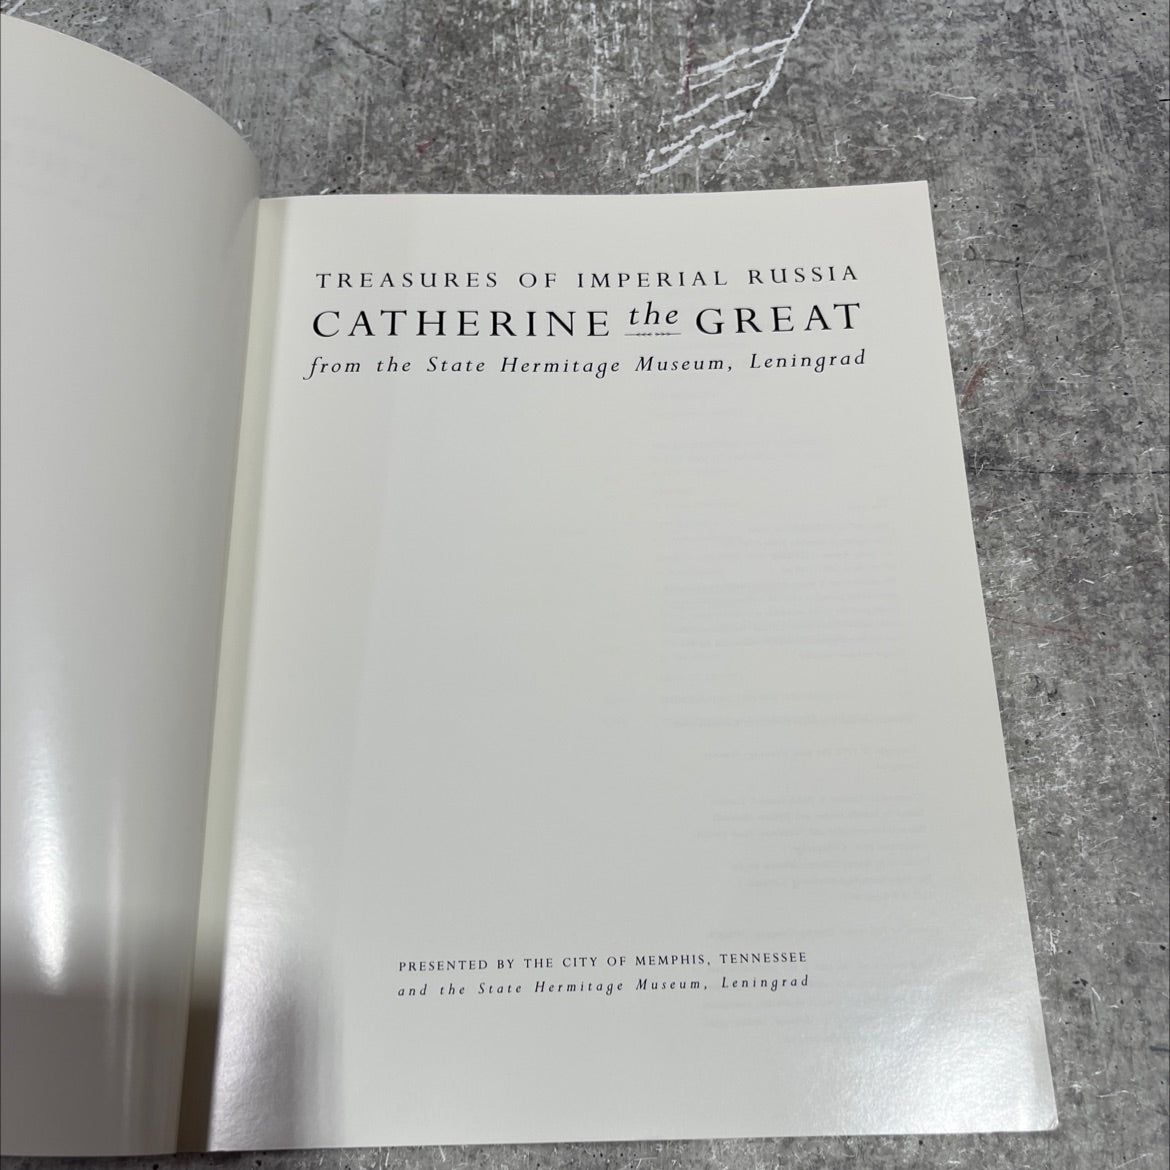 TREASURES OF IMPERIAL RUSSIA
CATHERINE the GREAT
from the State Hermitage Museum, Leningrad
PRESENTED BY THE CITY OF MEMPHIS, TENNESSEE
and the State Hermitage Museum, Leningrad